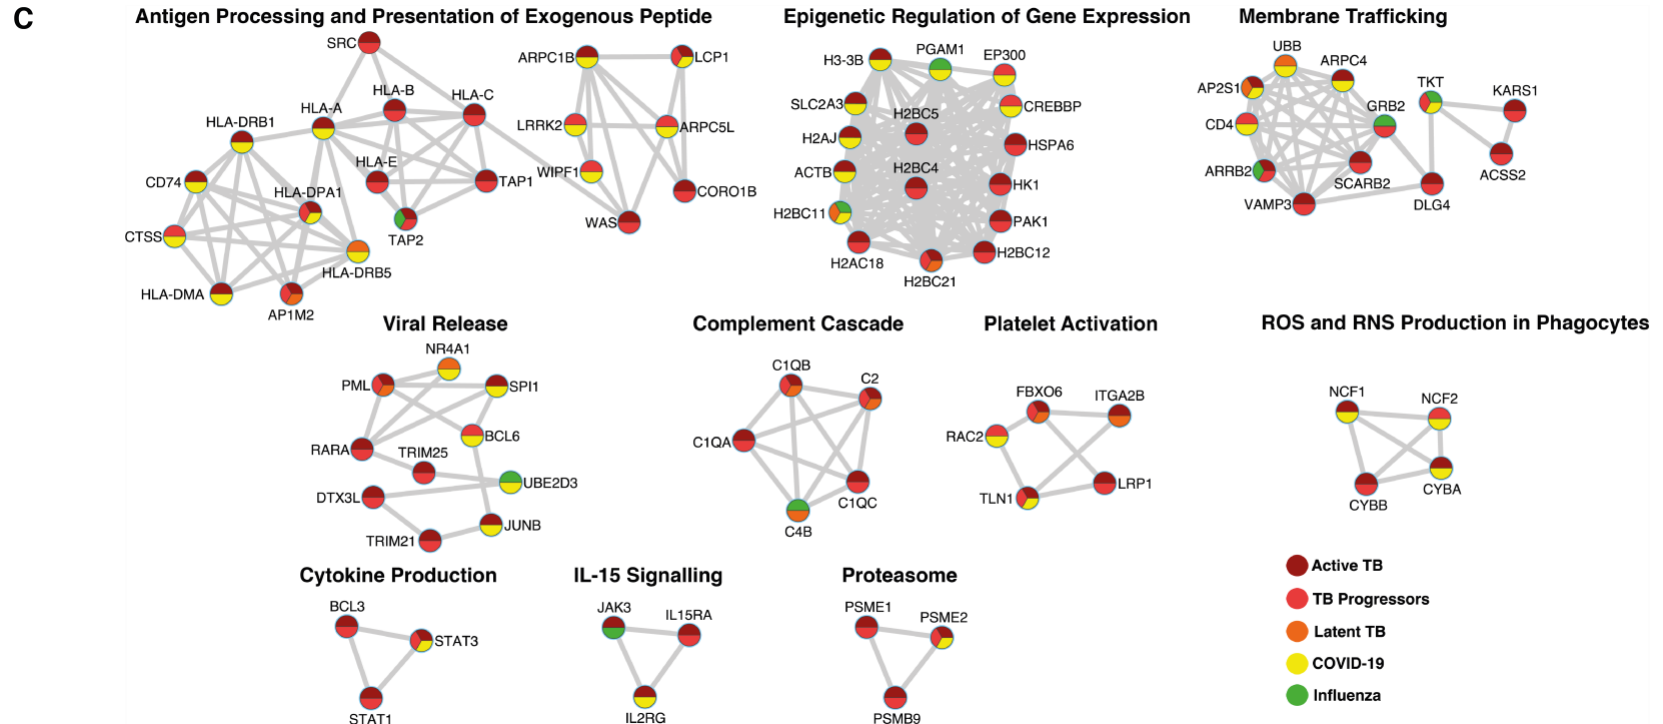 C
Antigen Processing and Presentation of Exogenous Peptide
Epigenetic Regulation of Gene Expression
Membrane Trafficking
SRC
HLA-B
HLA-C
HLA-A
HLA-DRB1
HLA-E
CD74
HLA-DPA1
TAP1
TAP2
CTSS
HLA-DRB5
HLA-DMA
AP1M2
ARPC1B
LCP1
LRRK2
ARPC5L
WIPF1
CORO1B
WAS
H3-3B
PGAM1
EP300
SLC2A3
H2BC5
CREBBP
H2AJ
HSPA6
ACTB
H2BC4
HK1
H2BC11
PAK1
H2AC18
H2BC12
H2BC21
UBB
ARPC4
AP2S1
TKT
KARS1
GRB2
CD4
ARRB2
SCARB2
ACSS2
VAMP3
DLG4
Viral Release
Complement Cascade
Platelet Activation
ROS and RNS Production in Phagocytes
NR4A1
PML
SPI1
BCL6
RARA
TRIM25
UBE2D3
DTX3L
JUNB
TRIM21
C1QB
C2
C1QA
C1QC
C4B
FBXO6
ITGA2B
RAC2
LRP1
TLN1
NCF1
NCF2
CYBA
CYBB
Cytokine Production
IL-15 Signalling
Proteasome
BCL3
STAT3
STAT1
JAK3
IL15RA
IL2RG
PSME1
PSME2
PSMB9
Active TB
TB Progressors
Latent TB
COVID-19
Influenza